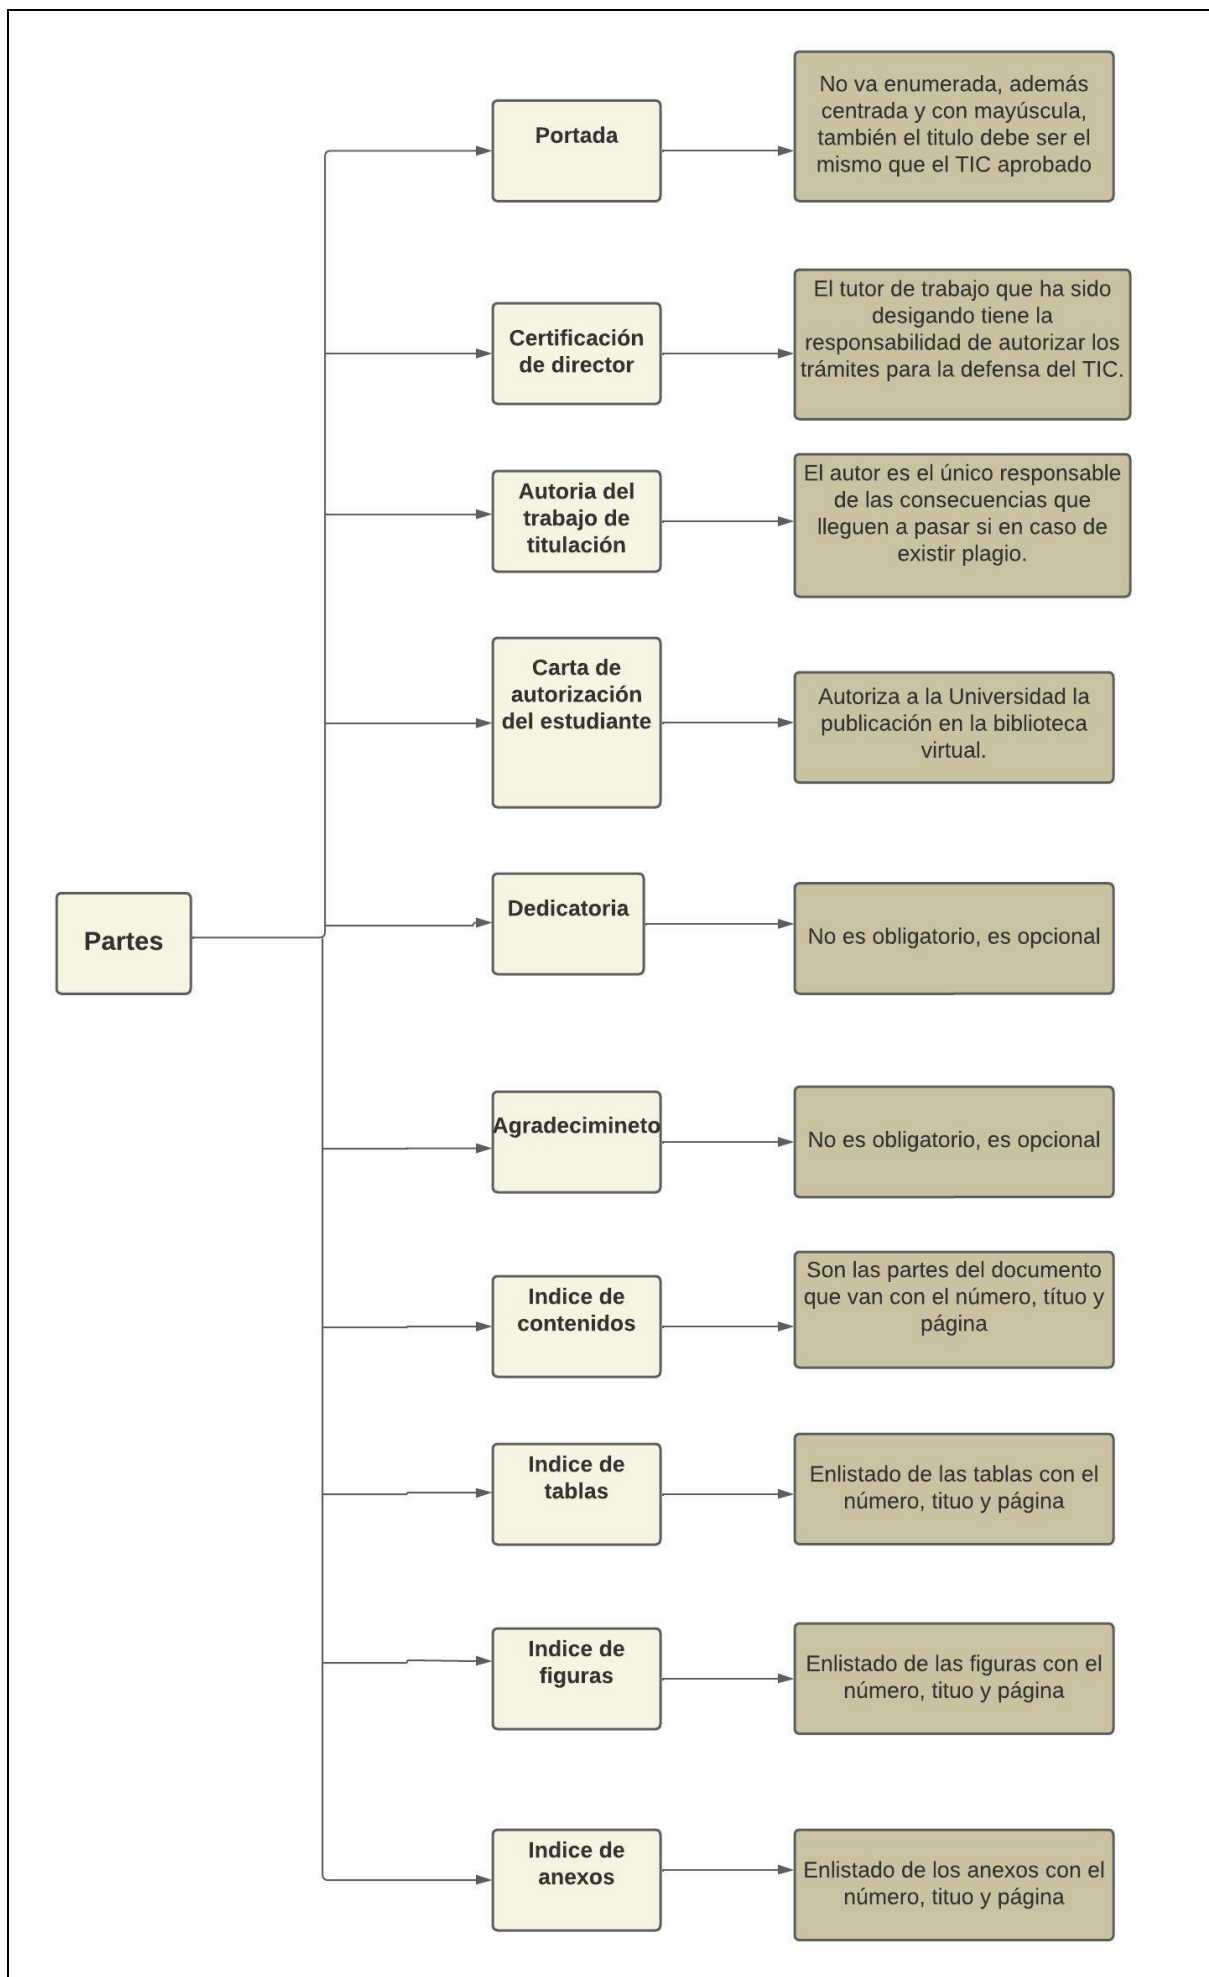 Portada
No va enumerada, además
centrada y con mayúscula,
también el titulo debe ser el
mismo que el TIC aprobado
Certificación
de director
El tutor de trabajo que ha sido
desigando tiene la
responsabilidad de autorizar los
trámites para la defensa del TIC.
Autoria del
trabajo de
titulación
El autor es el único responsable
de las consecuencias que
lleguen a pasar si en caso de
existir plagio.
Carta de
autorización
del estudiante
Autoriza a la Universidad la
publicación en la biblioteca
virtual.
Partes
Dedicatoria
No es obligatorio, es opcional
Agradecimineto
No es obligatorio, es opcional
Indice de
contenidos
Son las partes del documento
que van con el número, títuo y
página
Indice de
tablas
Enlistado de las tablas con el
número, tituo y página
Indice de
figuras
Enlistado de las figuras con el
número, tituo y página
Indice de
anexos
Enlistado de los anexos con el
número, tituo y página